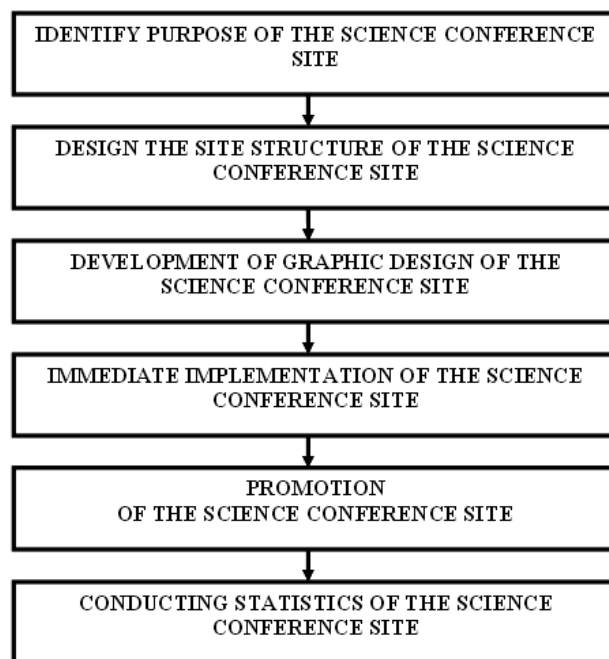 IDENTIFY PURPOSE OF THE SCIENCE CONFERENCE
SITE
DESIGN THE SITE STRUCTURE OF THE SCIENCE
CONFERENCE SITE
DEVELOPMENT OF GRAPHIC DESIGN OF THE
SCIENCE CONFERENCE SITE
IMMEDIATE IMPLEMENTATION OF THE SCIENCE
CONFERENCE SITE
PROMOTION
OF THE SCIENCE CONFERENCE SITE
CONDUCTING STATISTICS OF THE SCIENCE
CONFERENCE SITE